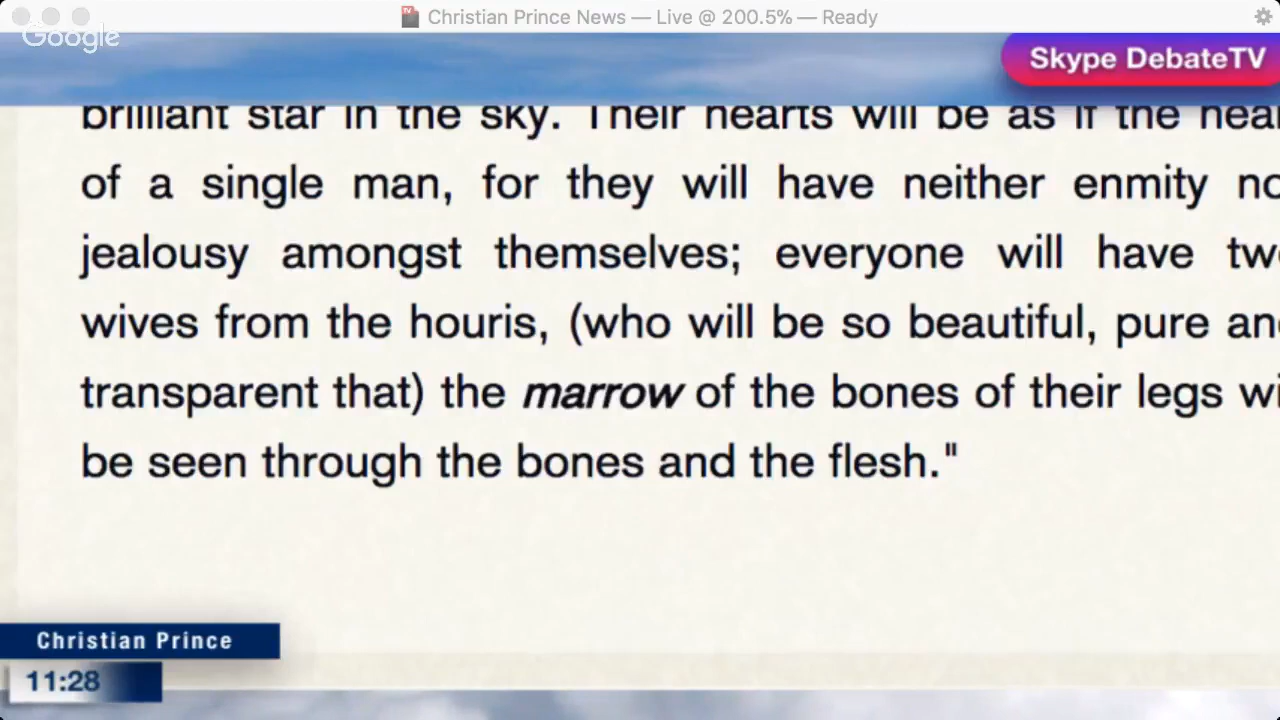 Christian Prince News — Live @ 200.5% — Ready
Google
Skype DebateTV
brilliant star in the sky. Their hearts will be as if the
of a single man, for they will have neither enmity
jealousy amongst themselves; everyone will have
wives from the houris, (who will be so beautiful, pure
transparent that) the marrow of the bones of their legs
be seen through the bones and the flesh."
Christian Prince
11:28